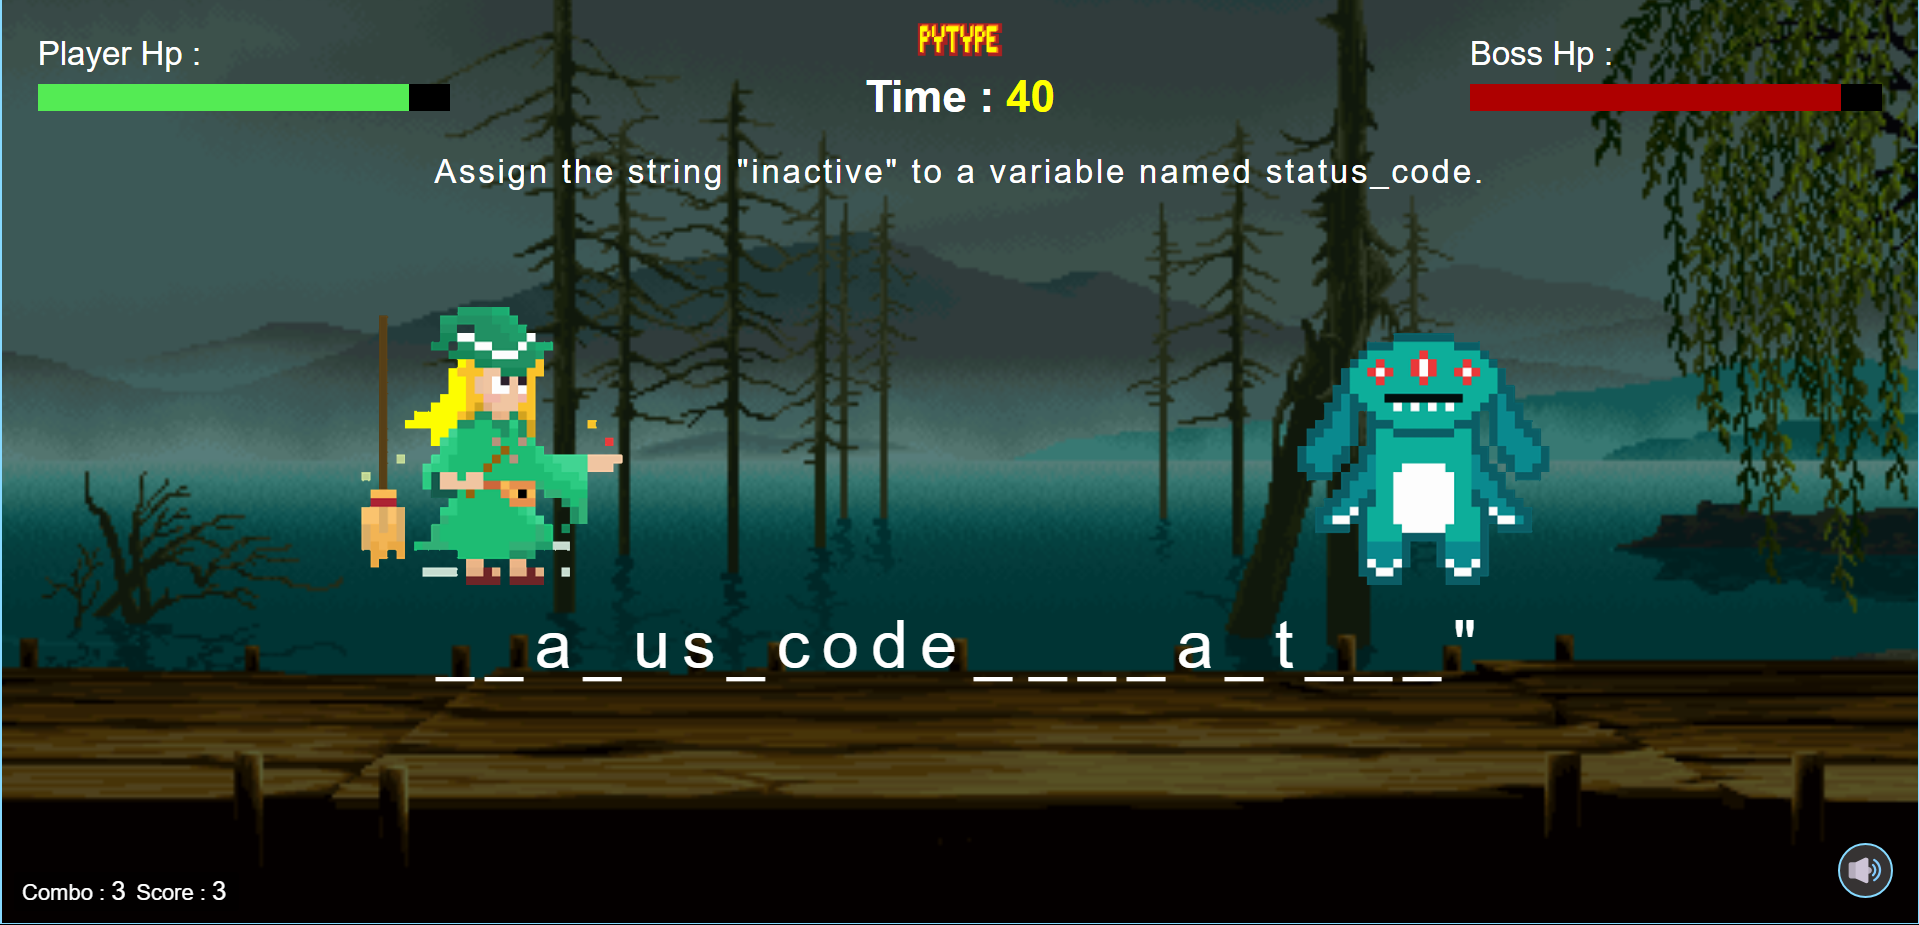 PYTYPE
Player Hp :
Time : 40
Boss Hp :
Assign the string "inactive" to a variable named status_code.
_ _ a _ u s _ c o d e _ _ _ _ a _ t _ _ _ "
Combo : 3 Score : 3